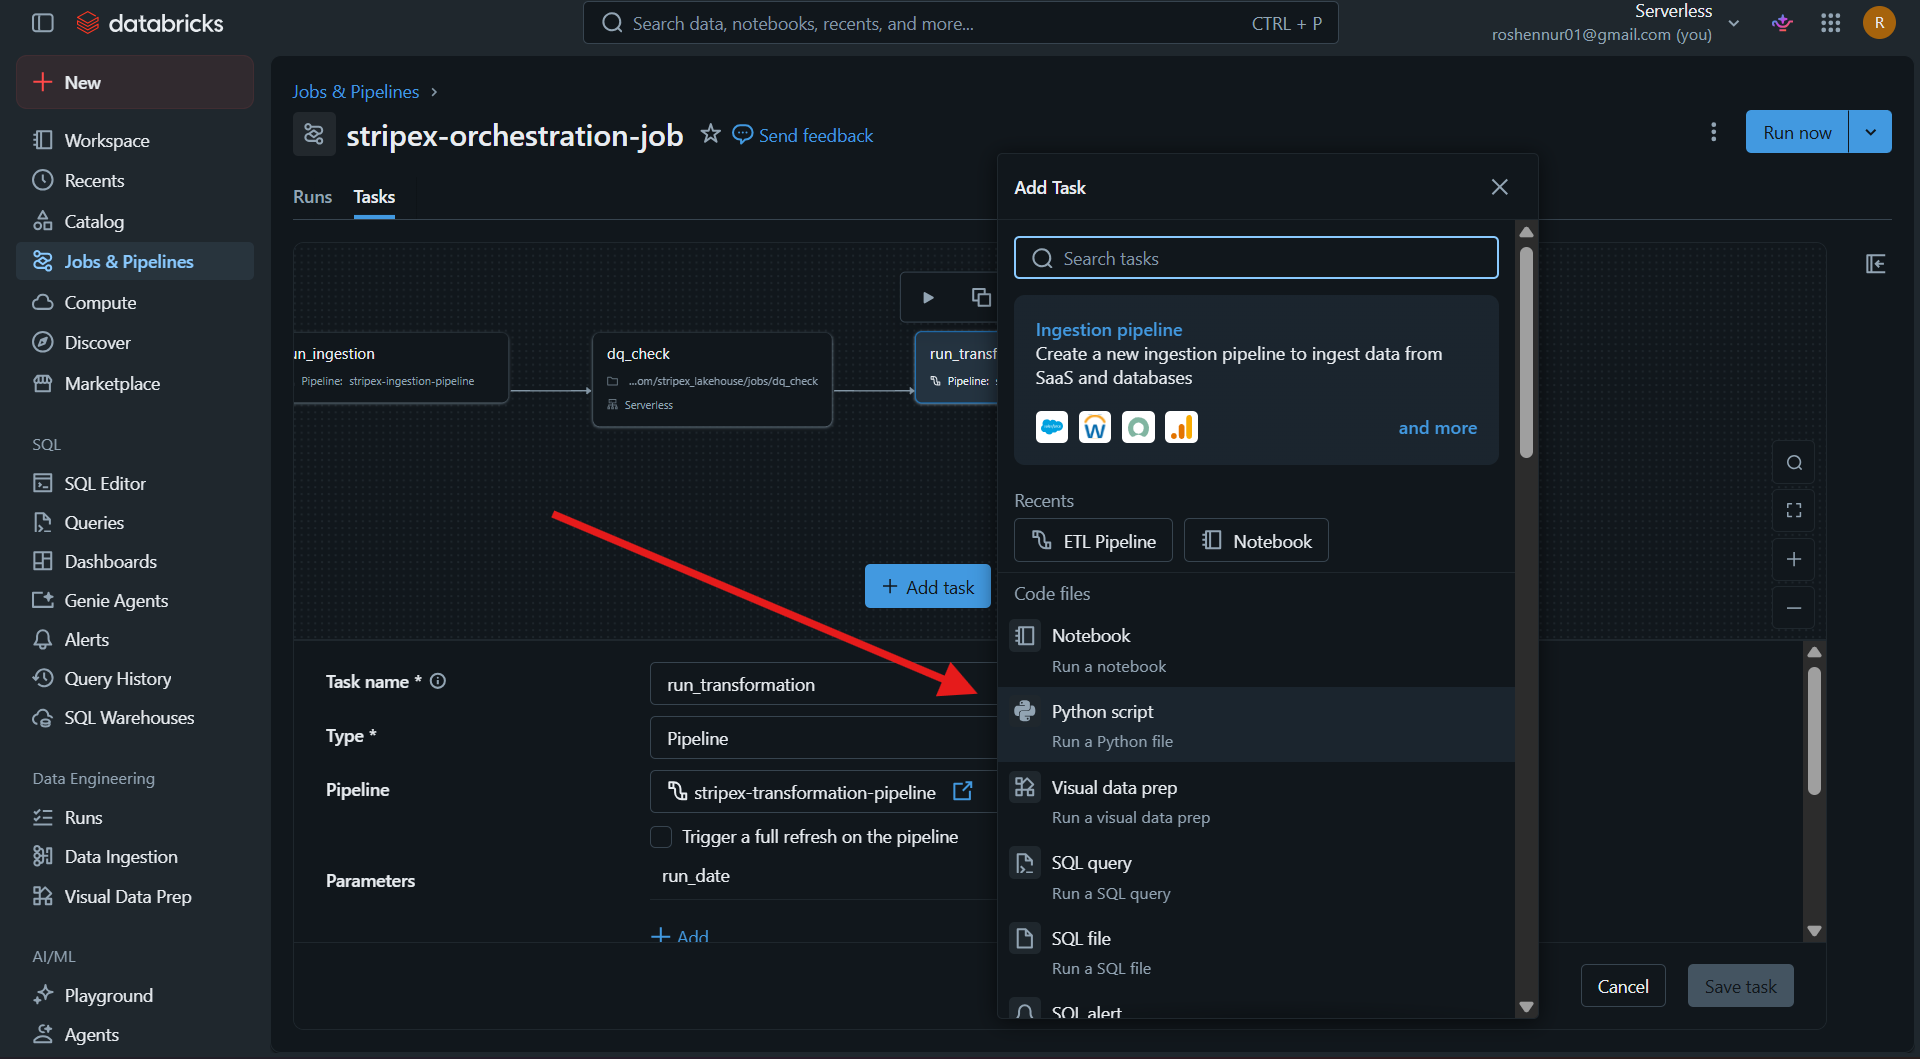 databricks
Search data, notebooks, recents, and more...
CTRL + P
Serverless
roshennur01@gmail.com (you)
R
New
Workspace
Recents
Catalog
Jobs & Pipelines
Compute
Discover
Marketplace
SQL
SQL Editor
Queries
Dashboards
Genie Agents
Alerts
Query History
SQL Warehouses
Data Engineering
Runs
Data Ingestion
Visual Data Prep
AI/ML
Playground
Agents
Jobs & Pipelines
stripex-orchestration-job
Send feedback
Run now
Runs
Tasks
un_ingestion
Pipeline: stripex-ingestion-pipeline
dq_check
...om/stripex_lakehouse/jobs/dq_check
Serverless
run_transf
Pipeline: s
+ Add task
Task name *
run_transformation
Type *
Pipeline
Pipeline
stripex-transformation-pipeline
Trigger a full refresh on the pipeline
Parameters
run_date
+ Add
Cancel
Save task
Add Task
Search tasks
Ingestion pipeline
Create a new ingestion pipeline to ingest data from
SaaS and databases
W
and more
Recents
ETL Pipeline
Notebook
Code files
Notebook
Run a notebook
Python script
Run a Python file
Visual data prep
Run a visual data prep
SQL query
Run a SQL query
SQL file
Run a SQL file
SQL alert